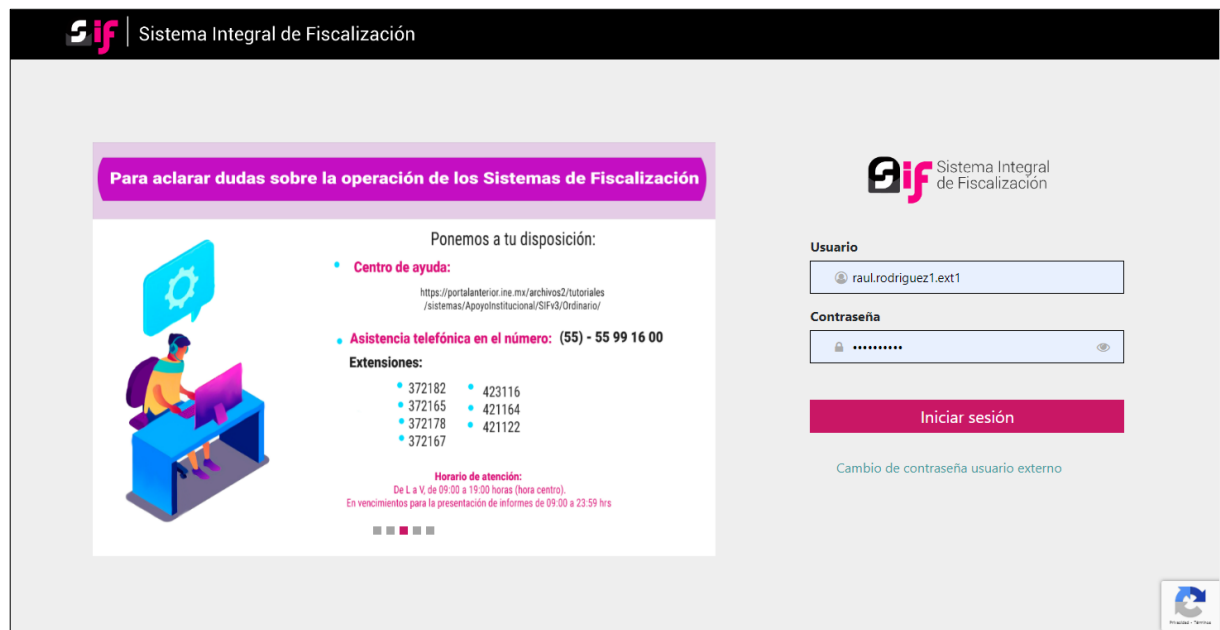 Sif Sistema Integral de Fiscalización
Para aclarar dudas sobre la operación de los Sistemas de Fiscalización
Ponemos a tu disposición:
Centro de ayuda:
https://portalanterior.ine.mx/archivos2/tutoriales
/sistemas/ApoyoInstitucional/SIFv3/Ordinario/
Asistencia telefónica en el número: (55) - 55 99 16 00
Extensiones:
372182 423116
372165 421164
372178 421122
372167
Horario de atención:
De L a V, de 09:00 a 19:00 horas (hora centro).
En vencimientos para la presentación de informes de 09:00 a 23:59 hrs
Sif Sistema Integral
de Fiscalización
Usuario
raul.rodriguez1.ext1
Contraseña
••••••••••
Iniciar sesión
Cambio de contraseña usuario externo
Privacidad - Términos